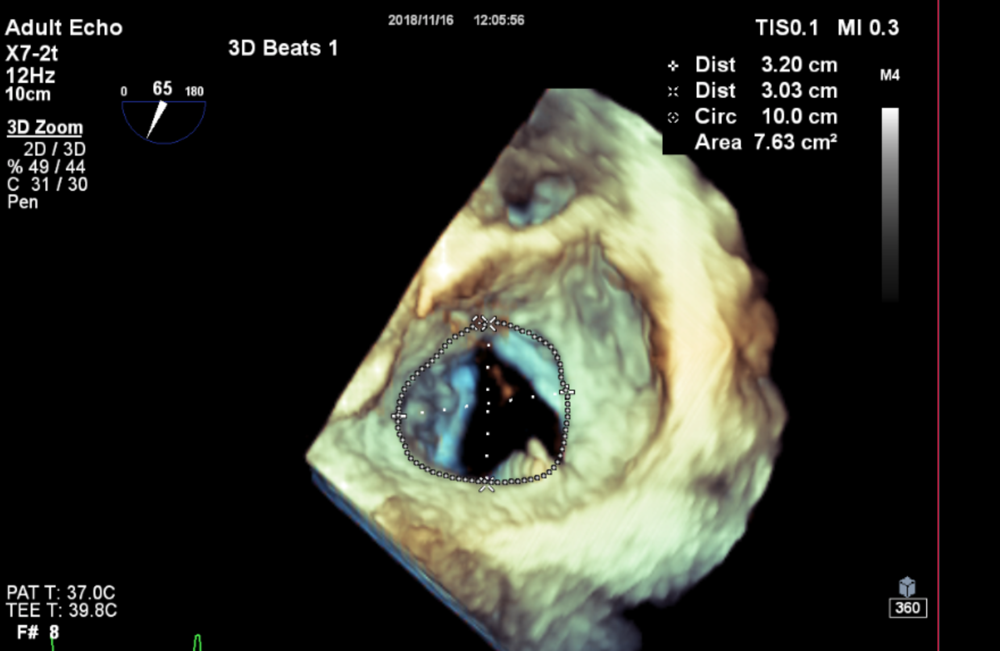 Adult Echo
X7-2t
12Hz
10cm
0 65 180
3D Zoom
2D / 3D
% 49 / 44
C 31 / 30
Pen
3D Beats 1
2018/11/16 12:05:56
TIS0.1 MI 0.3
Dist 3.20 cm
Dist 3.03 cm
Circ 10.0 cm
Area 7.63 cm²
M4
PAT T: 37.0C
TEE T: 39.8C
F# 8
360